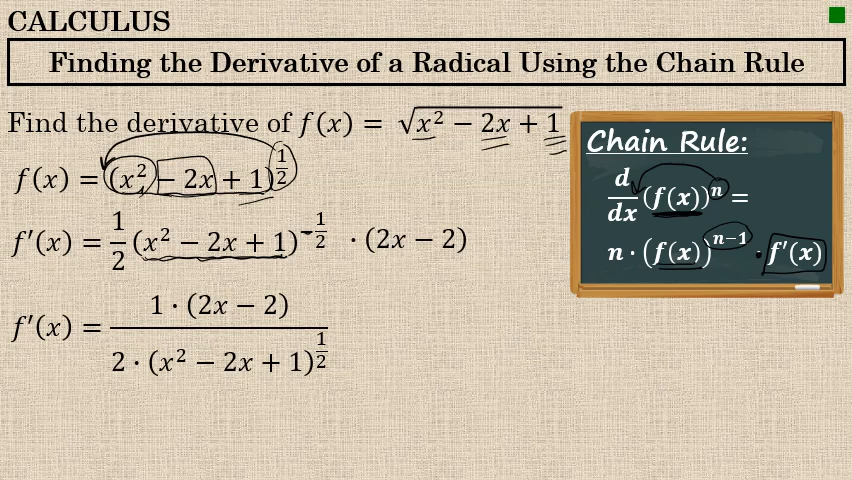 CALCULUS
Finding the Derivative of a Radical Using the Chain Rule
Find the derivative of f(x) = √(x² − 2x + 1)
f(x) = (x² − 2x + 1)^(1/2)
f′(x) = 1/2 (x² − 2x + 1)^(−1/2) · (2x − 2)
f′(x) = 1 · (2x − 2) / 2 · (x² − 2x + 1)^(1/2)
Chain Rule:
d/dx (f(x))ⁿ =
n · (f(x))ⁿ⁻¹ · f′(x)